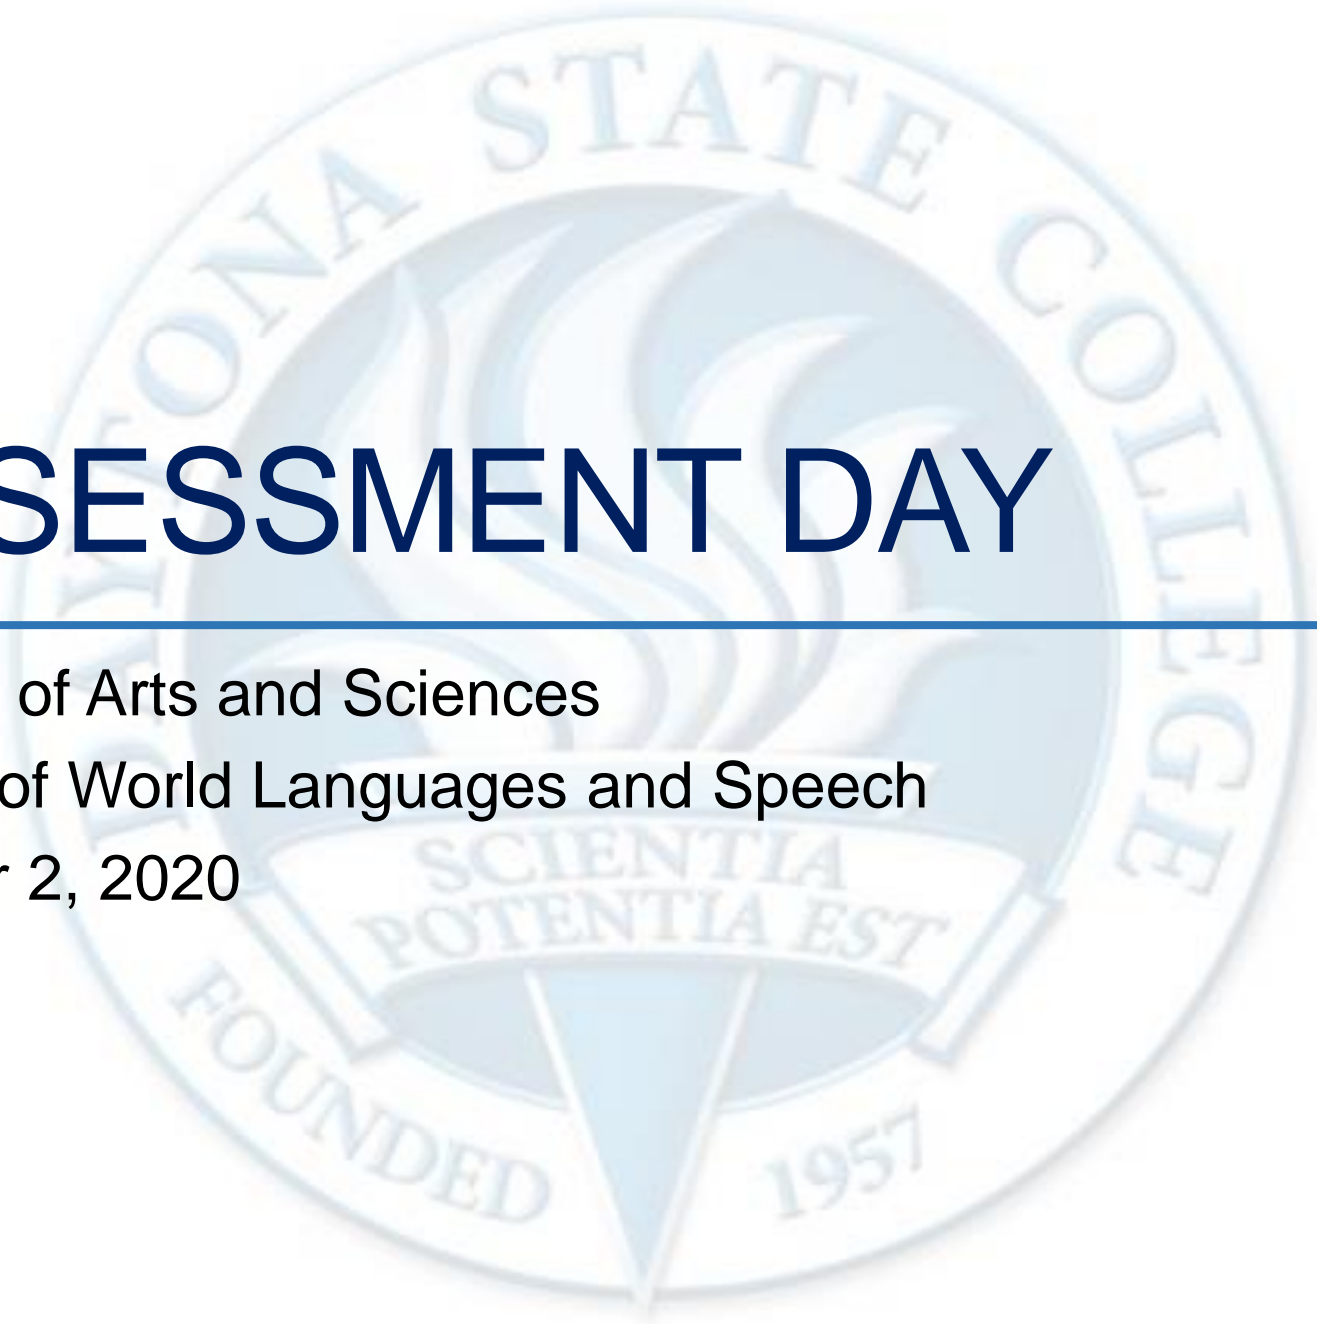 DAYTONA STATE COLLEGE
SESSMENT DAY
of Arts and Sciences
of World Languages and Speech
r 2, 2020
SCIENTIA
POTENTIA EST
FOUNDED 1957